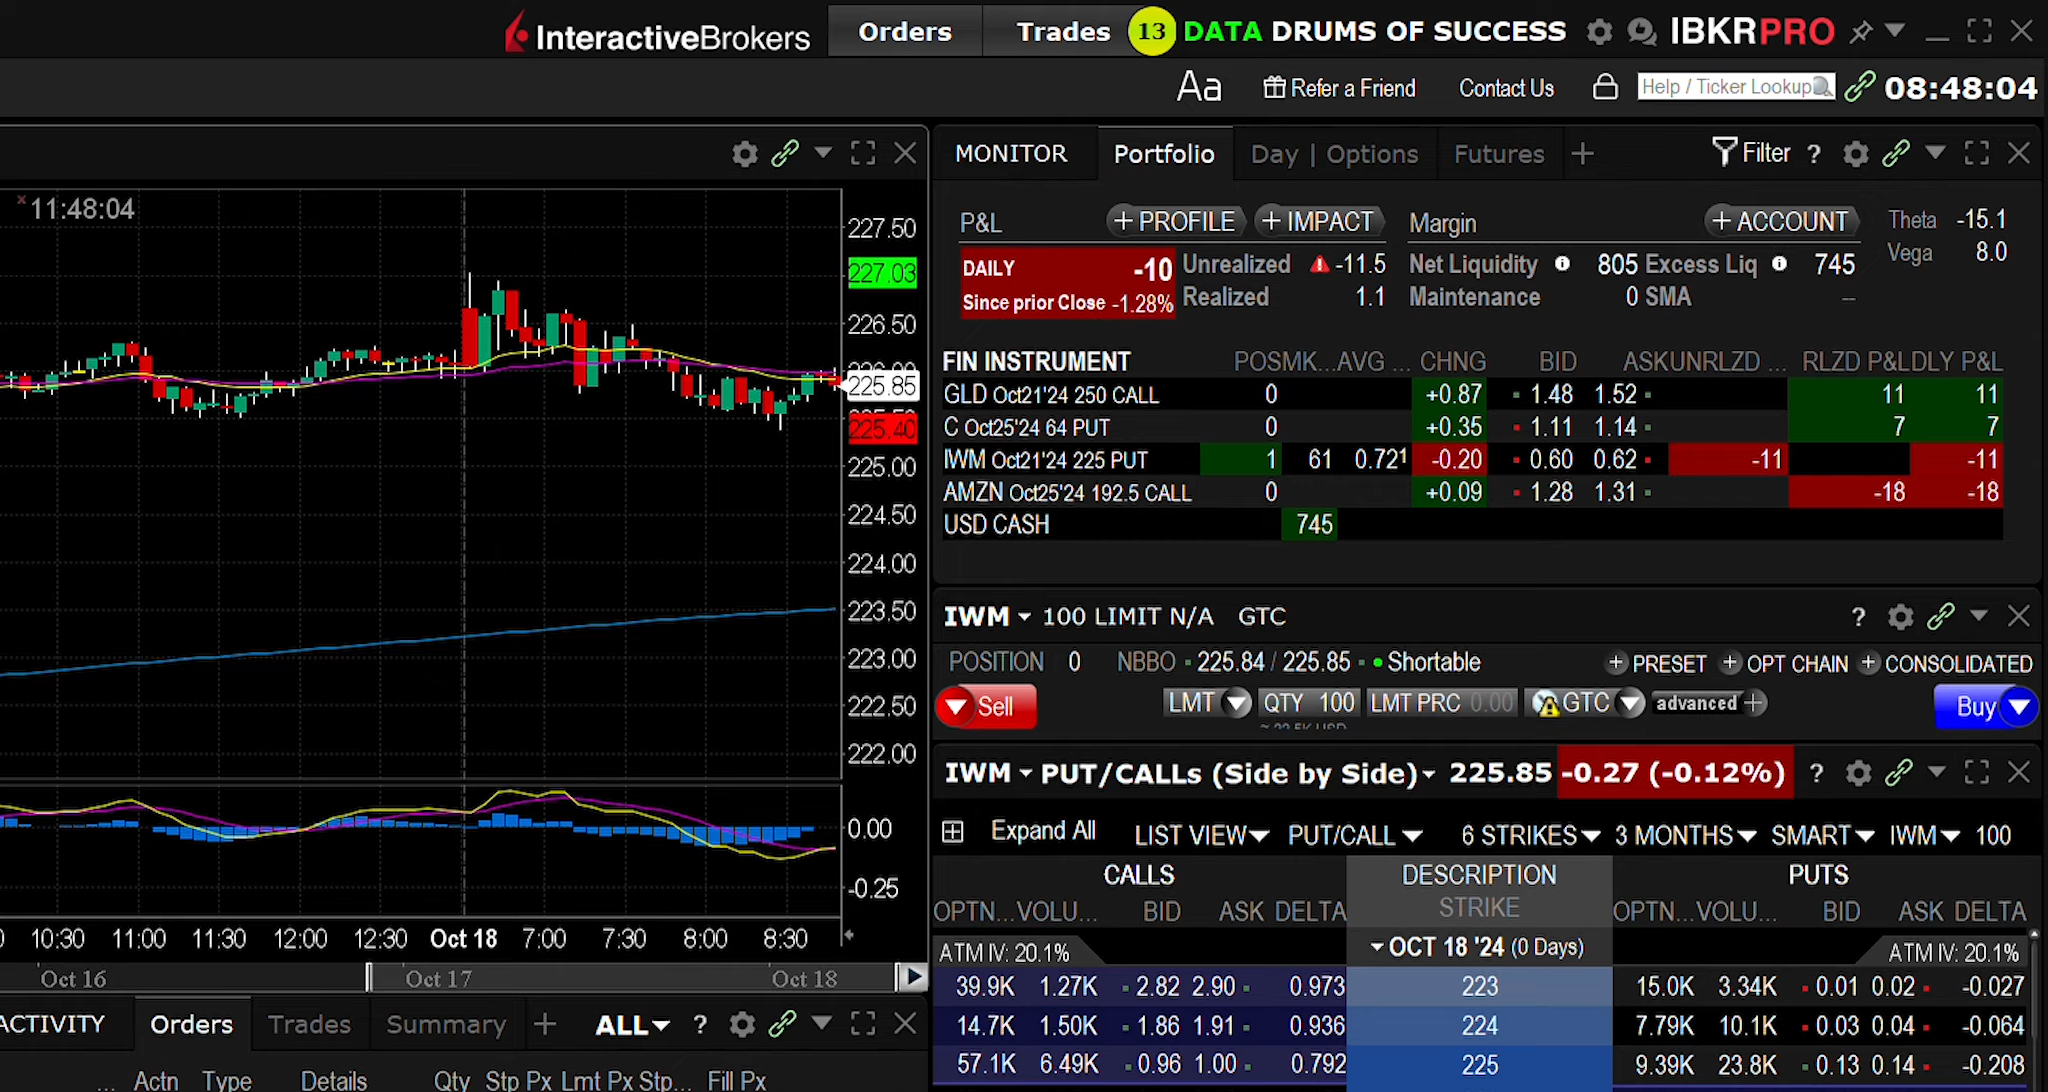 InteractiveBrokers Orders Trades 13 DATA DRUMS OF SUCCESS IBKRPRO
Aa Refer a Friend Contact Us Help / Ticker Lookup 08:48:04
MONITOR Portfolio Day | Options Futures + Filter ?
11:48:04
227.50
227.03
226.50
225.85
225.40
225.00
224.50
224.00
223.50
223.00
222.50
222.00
0.00
-0.25
10:30 11:00 11:30 12:00 12:30 Oct 18 7:00 7:30 8:00 8:30
Oct 16 Oct 17 Oct 18
ACTIVITY Orders Trades Summary + ALL ?
... Actn Type Details Qty Stp Px Lmt Px Stp... Fill Px
P&L + PROFILE + IMPACT Margin + ACCOUNT Theta -15.1
Vega 8.0
DAILY -10 Unrealized -11.5 Net Liquidity 805 Excess Liq 745
Since prior Close -1.28% Realized 1.1 Maintenance 0 SMA –
FIN INSTRUMENT POS MK... AVG ... CHNG BID ASK UNRLZD ... RLZD P&L DLY P&L
GLD Oct21'24 250 CALL 0 +0.87 1.48 1.52 11 11
C Oct25'24 64 PUT 0 +0.35 1.11 1.14 7 7
IWM Oct21'24 225 PUT 1 61 0.721 -0.20 0.60 0.62 -11 -11
AMZN Oct25'24 192.5 CALL 0 +0.09 1.28 1.31 -18 -18
USD CASH 745
IWM 100 LIMIT N/A GTC ?
POSITION 0 NBBO 225.84 / 225.85 Shortable + PRESET + OPT CHAIN + CONSOLIDATED
Sell LMT QTY 100 LMT PRC 0.00 GTC advanced + Buy
IWM PUT/CALLs (Side by Side) 225.85 -0.27 (-0.12%) ?
Expand All LIST VIEW PUT/CALL 6 STRIKES 3 MONTHS SMART IWM 100
CALLS DESCRIPTION PUTS
OPTN... VOLU... BID ASK DELTA STRIKE OPTN... VOLU... BID ASK DELTA
ATM IV: 20.1% OCT 18 '24 (0 Days) ATM IV: 20.1%
39.9K 1.27K 2.82 2.90 0.973 223 15.0K 3.34K 0.01 0.02 -0.027
14.7K 1.50K 1.86 1.91 0.936 224 7.79K 10.1K 0.03 0.04 -0.064
57.1K 6.49K 0.96 1.00 0.792 225 9.39K 23.8K 0.13 0.14 -0.208